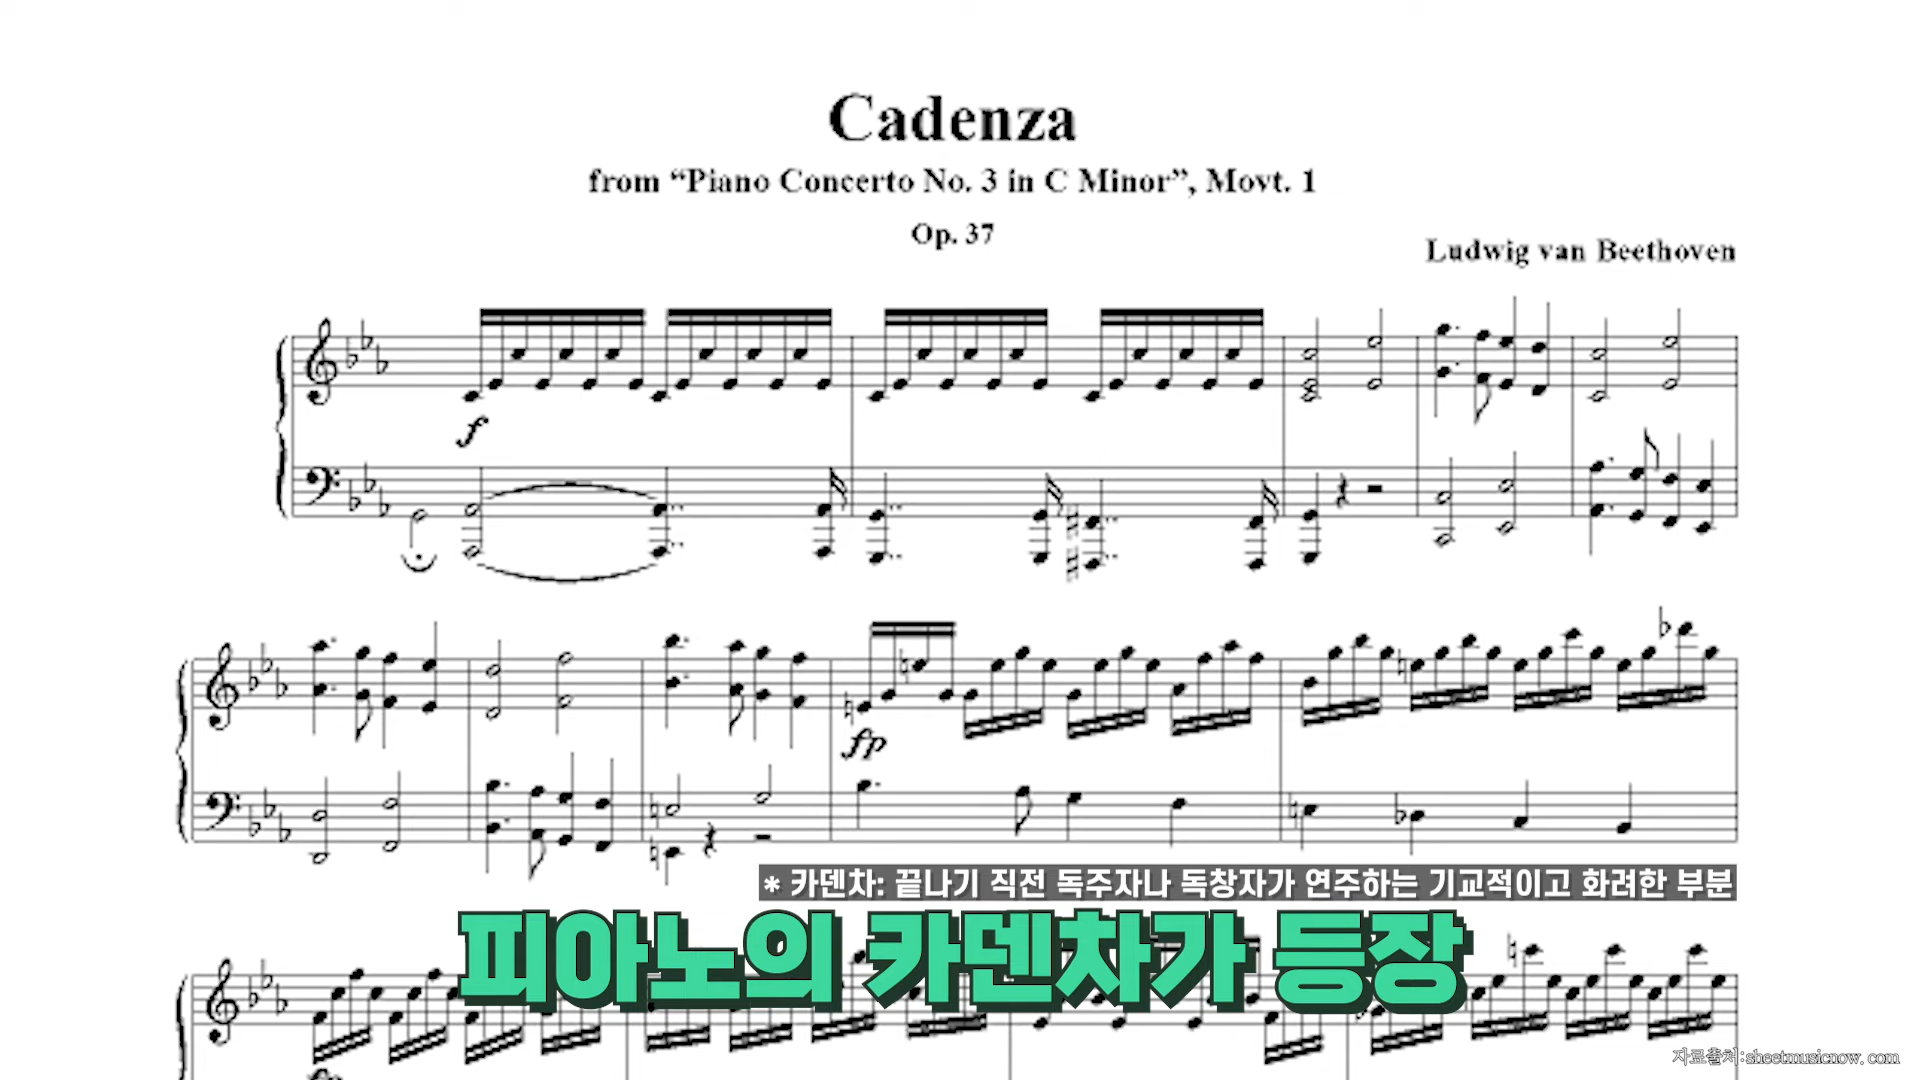 Cadenza
from “Piano Concerto No. 3 in C Minor”, Movt. 1
Op. 37
Ludwig van Beethoven
f
fp
* 카덴차: 끝나기 직전 독주자나 독창자가 연주하는 기교적이고 화려한 부분
피아노의 카덴차가 등장
fp
자료출처:sheetmusicnow.com